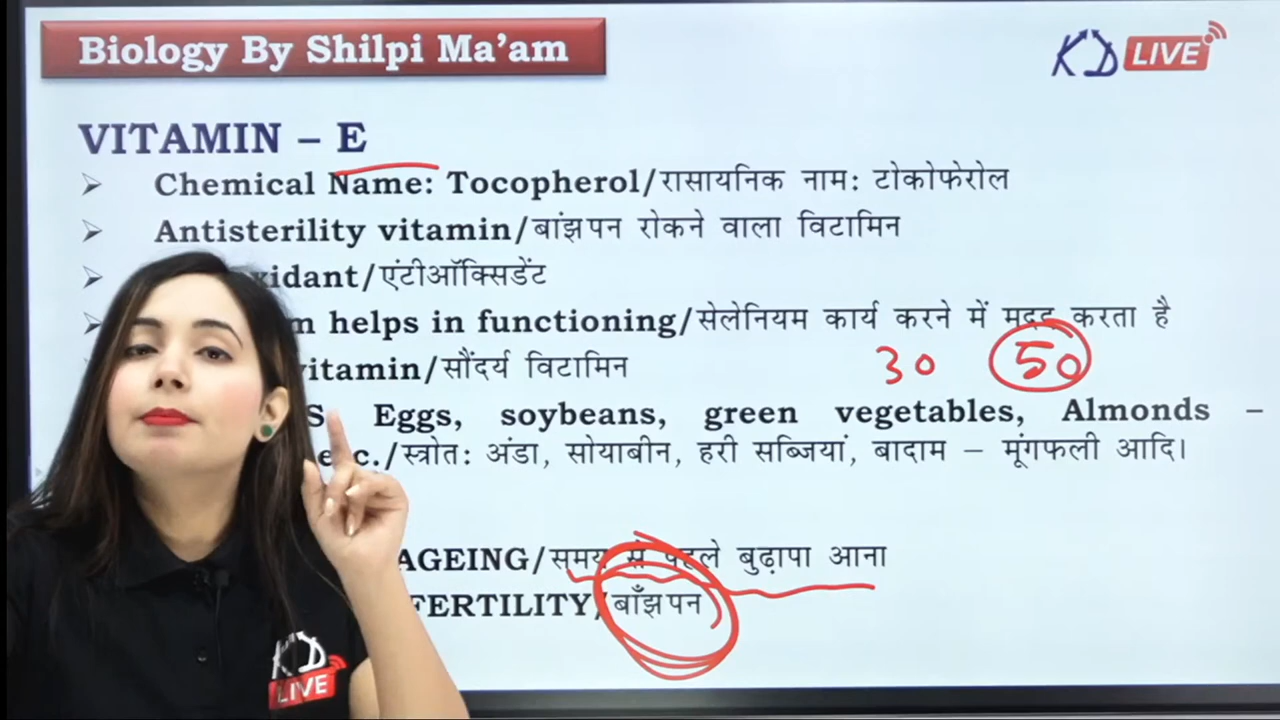 Biology By Shilpi Ma’am
KD LIVE
VITAMIN – E
➢ Chemical Name: Tocopherol/रासायनिक नाम: टोकोफेरोल
➢ Antisterility vitamin/बांझपन रोकने वाला विटामिन
➢ oxidant/एंटीऑक्सिडेंट
helps in functioning/सेलेनियम कार्य करने में मदद करता है
30 50
vitamin/सौंदर्य विटामिन
Eggs, soybeans, green vegetables, Almonds –
etc./स्त्रोत: अंडा, सोयाबीन, हरी सब्जियां, बादाम – मूंगफली आदि।
AGEING/समय से पहले बुढ़ापा आना
FERTILITY/बाँझपन
KD
LIVE